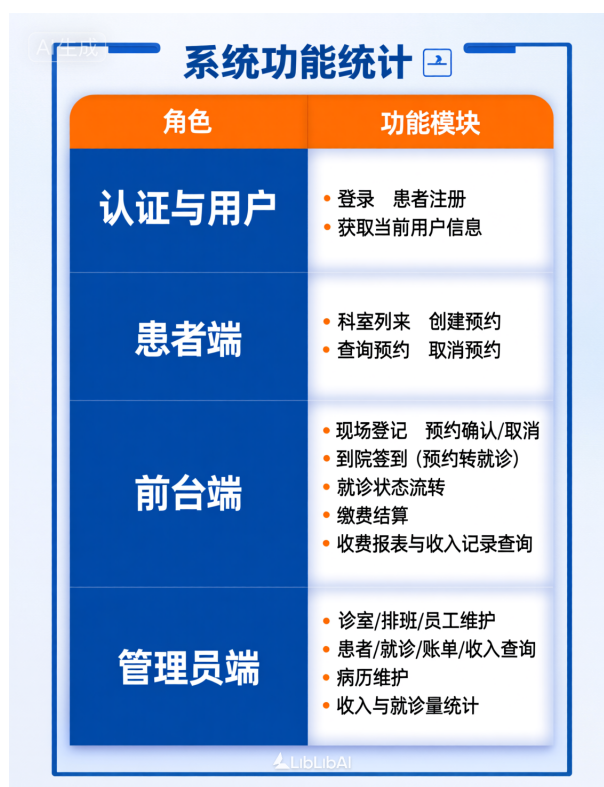 AI生成
系统功能统计
角色 功能模块
认证与用户
• 登录 患者注册
• 获取当前用户信息
患者端
• 科室列来 创建预约
• 查询预约 取消预约
前台端
• 现场登记 预约确认/取消
• 到院签到（预约转就诊）
• 就诊状态流转
• 缴费结算
• 收费报表与收入记录查询
管理员端
• 诊室/排班/员工维护
• 患者/就诊/账单/收入查询
• 病历维护
• 收入与就诊量统计
LibLibAI